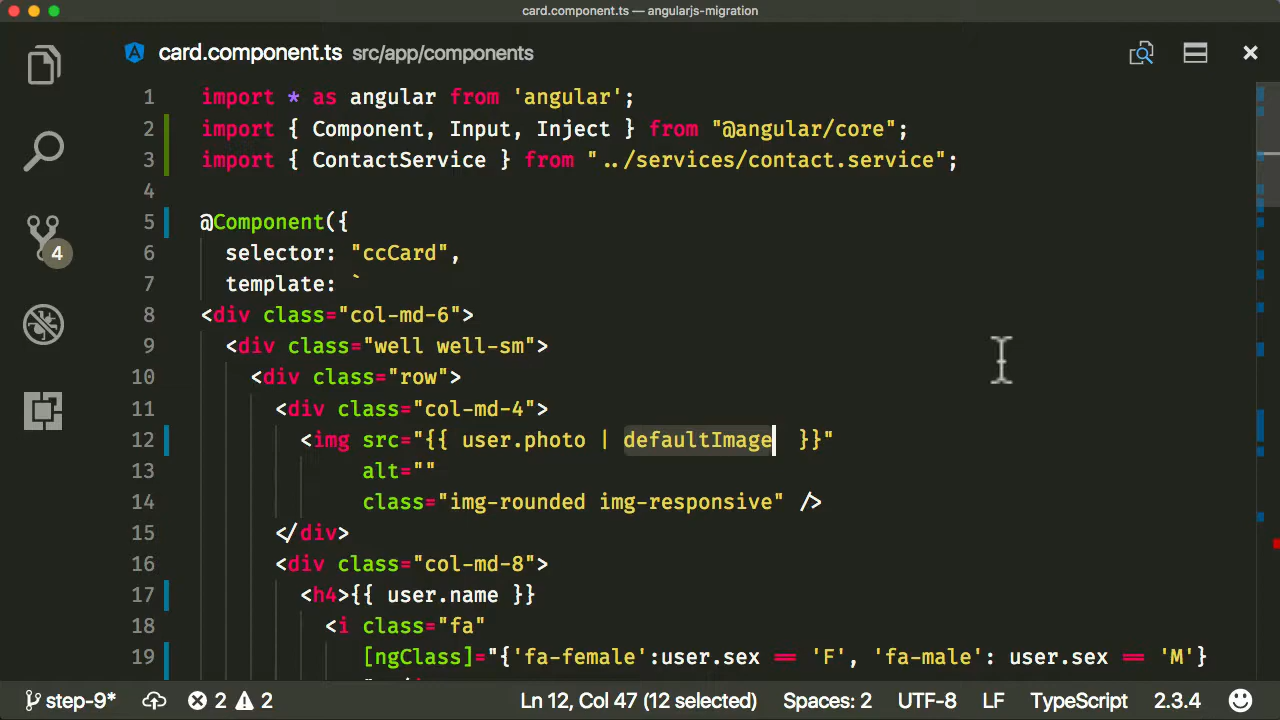 card.component.ts — angularjs-migration
card.component.ts src/app/components
1 import * as angular from 'angular';
2 import { Component, Input, Inject } from "@angular/core";
3 import { ContactService } from "../services/contact.service";
4
5 @Component({
6 selector: "ccCard",
7 template: `
8 <div class="col-md-6">
9 <div class="well well-sm">
10 <div class="row">
11 <div class="col-md-4">
12 <img src="{{ user.photo | defaultImage }}"
13 alt=""
14 class="img-rounded img-responsive" />
15 </div>
16 <div class="col-md-8">
17 <h4>{{ user.name }}
18 <i class="fa"
19 [ngClass]="{'fa-female':user.sex == 'F', 'fa-male': user.sex == 'M'}
4
step-9* 2 2 Ln 12, Col 47 (12 selected) Spaces: 2 UTF-8 LF TypeScript 2.3.4